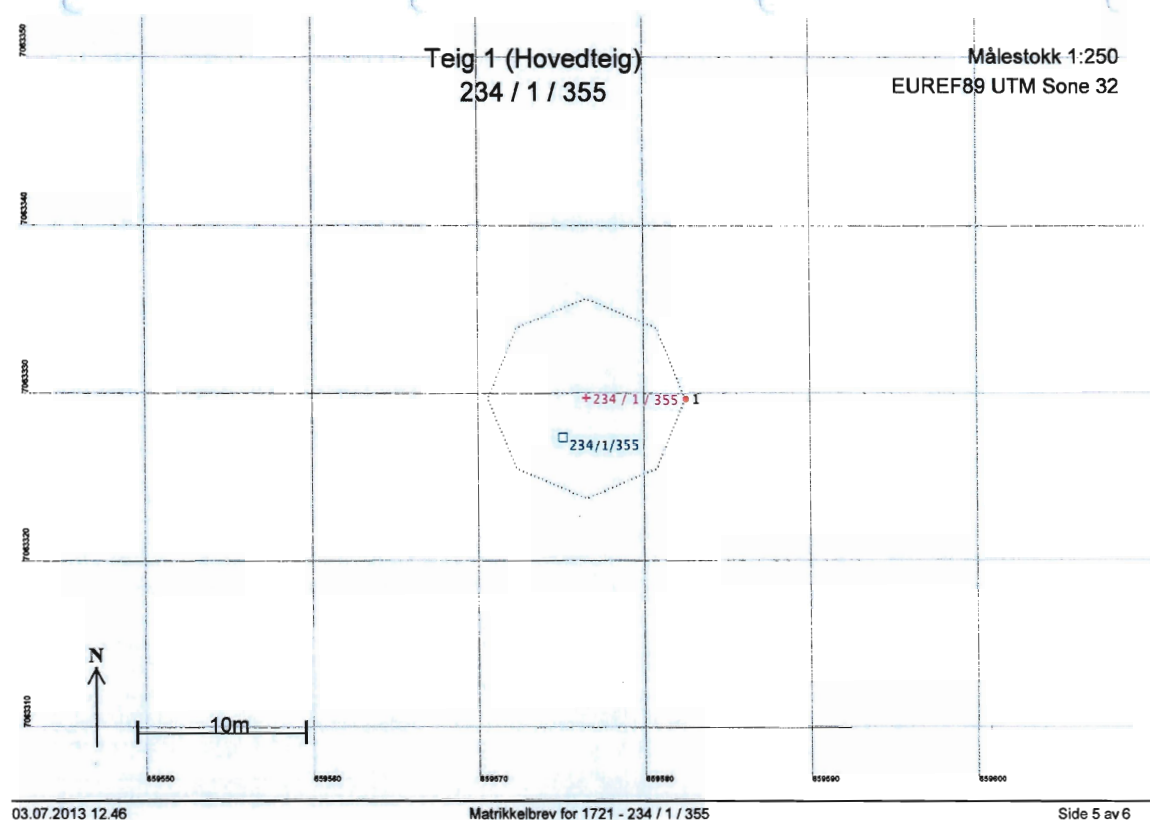 Teig 1 (Hovedteig)
234 / 1 / 355
Målestokk 1:250
EUREF89 UTM Sone 32
7063350
7063340
7063330
7063320
7063310
234 / 1 / 355
1
234/1/355
N
10m
659550
659560
659570
659580
659590
659600
03.07.2013 12.46
Matrikkelbrev for 1721 - 234 / 1 / 355
Side 5 av 6